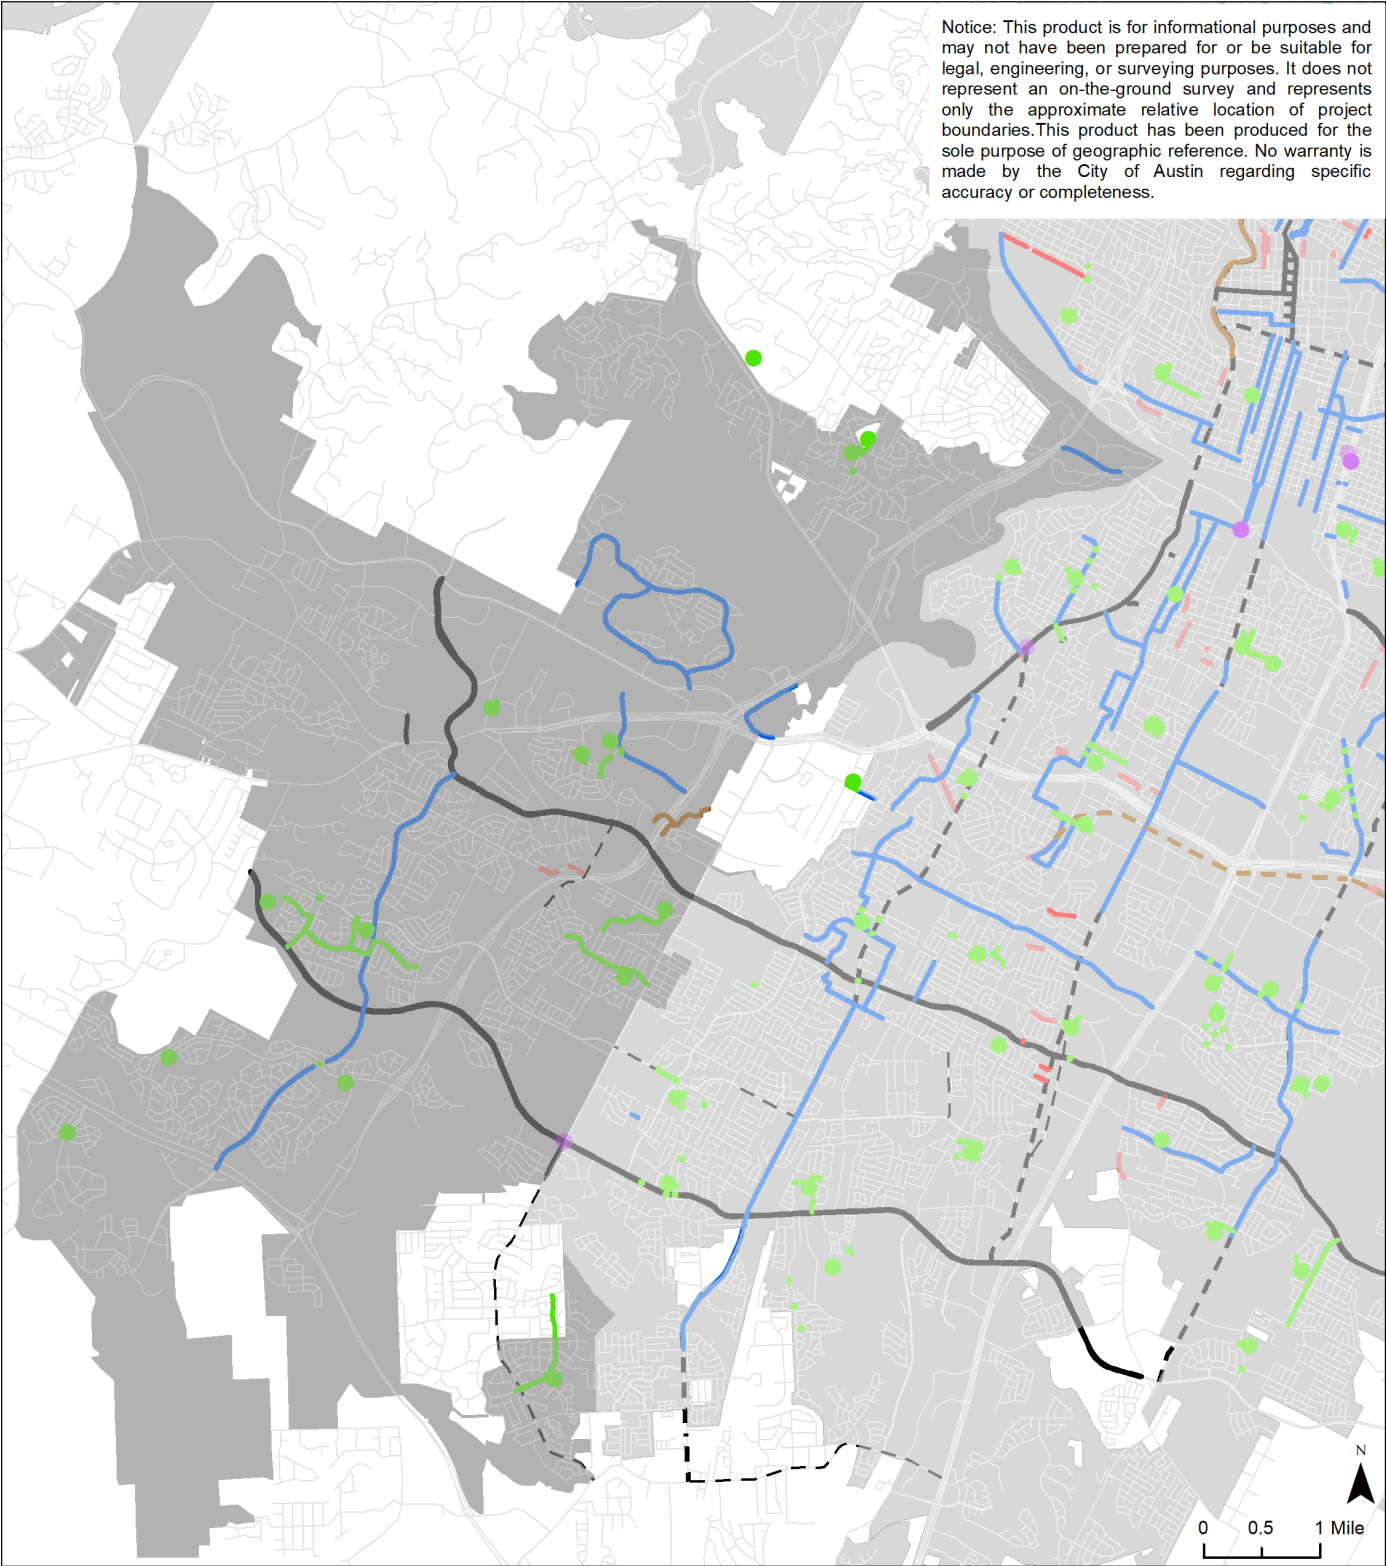 Notice: This product is for informational purposes and
may not have been prepared for or be suitable for
legal, engineering, or surveying purposes. It does not
represent an on-the-ground survey and represents
only the approximate relative location of project
boundaries.This product has been produced for the
sole purpose of geographic reference. No warranty is
made by the City of Austin regarding specific
accuracy or completeness.
N
0 0.5 1 Mile